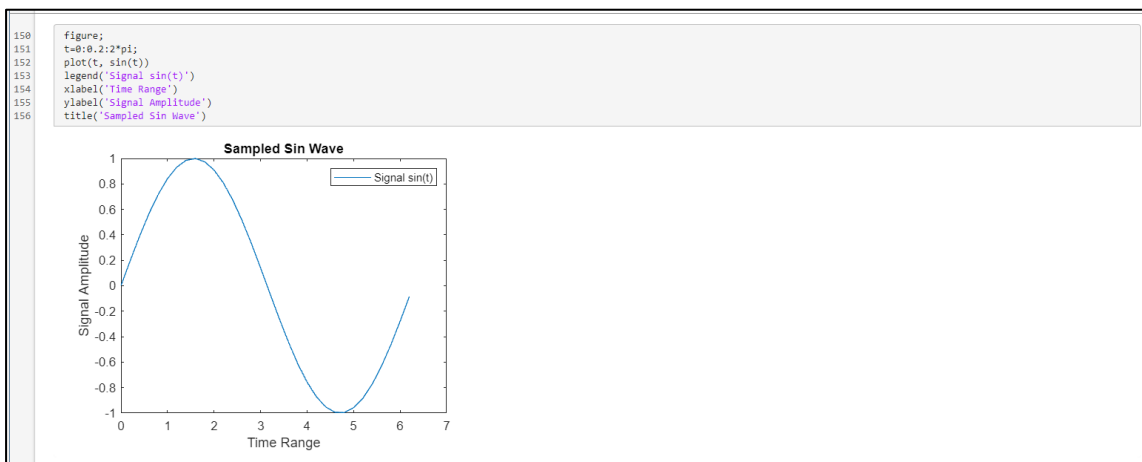 150 figure;
151 t=0:0.2:2*pi;
152 plot(t, sin(t))
153 legend('Signal sin(t)')
154 xlabel('Time Range')
155 ylabel('Signal Amplitude')
156 title('Sampled Sin Wave')
Sampled Sin Wave
Signal sin(t)
1
0.8
0.6
0.4
0.2
0
-0.2
-0.4
-0.6
-0.8
-1
Signal Amplitude
0 1 2 3 4 5 6 7
Time Range